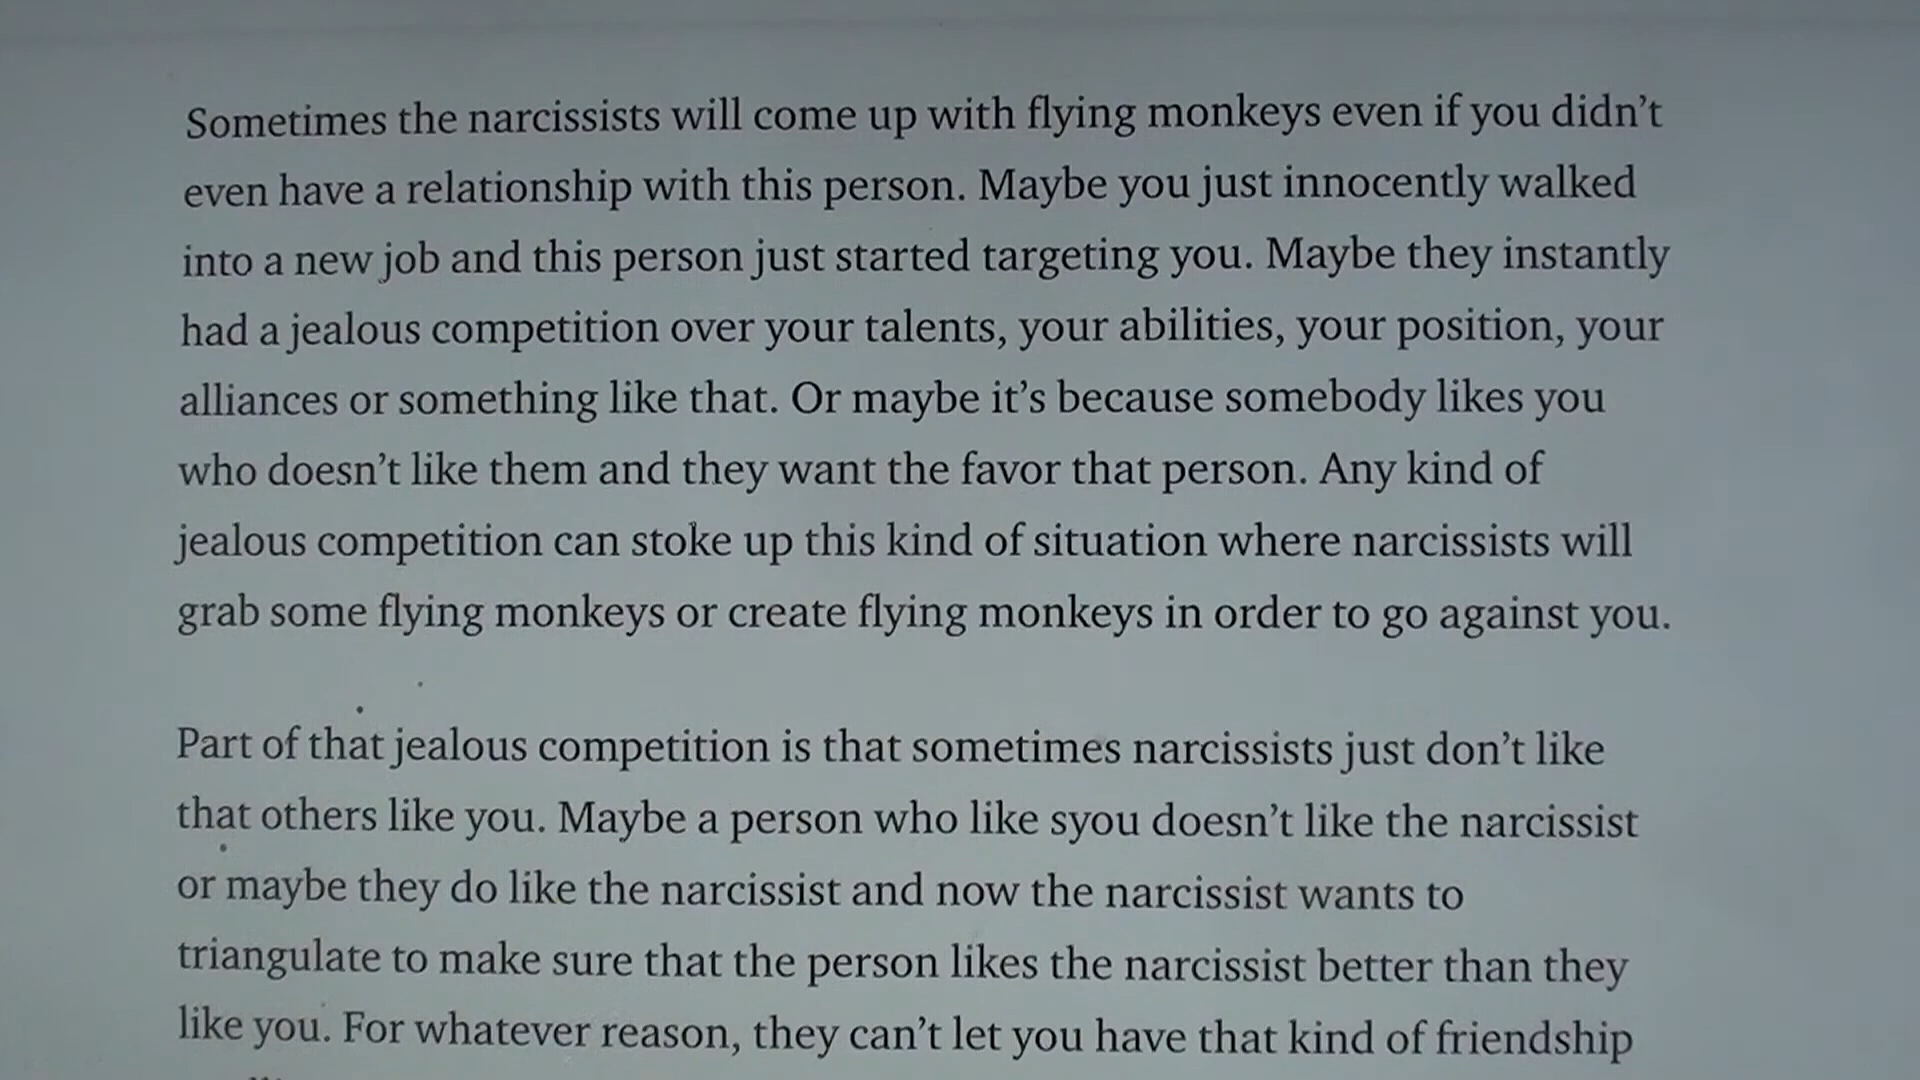 Sometimes the narcissists will come up with flying monkeys even if you didn’t
even have a relationship with this person. Maybe you just innocently walked
into a new job and this person just started targeting you. Maybe they instantly
had a jealous competition over your talents, your abilities, your position, your
alliances or something like that. Or maybe it’s because somebody likes you
who doesn’t like them and they want the favor that person. Any kind of
jealous competition can stoke up this kind of situation where narcissists will
grab some flying monkeys or create flying monkeys in order to go against you.
Part of that jealous competition is that sometimes narcissists just don’t like
that others like you. Maybe a person who like syou doesn’t like the narcissist
or maybe they do like the narcissist and now the narcissist wants to
triangulate to make sure that the person likes the narcissist better than they
like you. For whatever reason, they can’t let you have that kind of friendship